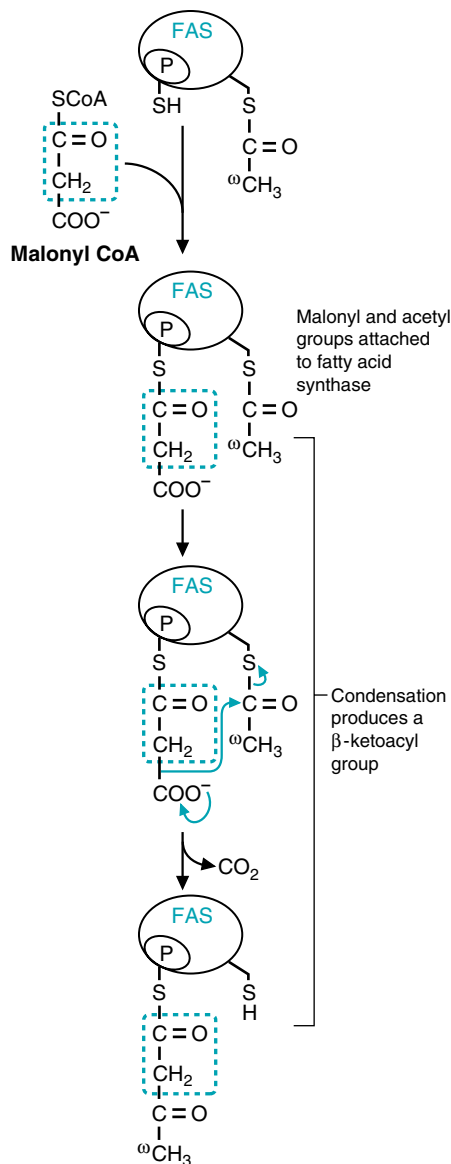 FAS
P
SH
S
C = O
ωCH₃
SCoA
C = O
CH₂
COO⁻
Malonyl CoA
FAS
P
S
S
C = O
C = O
CH₂
ωCH₃
COO⁻
Malonyl and acetyl
groups attached
to fatty acid
synthase
FAS
P
S
S
C = O
C = O
CH₂
ωCH₃
COO⁻
Condensation
produces a
β-ketoacyl
group
CO₂
FAS
P
S
S
H
C = O
CH₂
C = O
ωCH₃